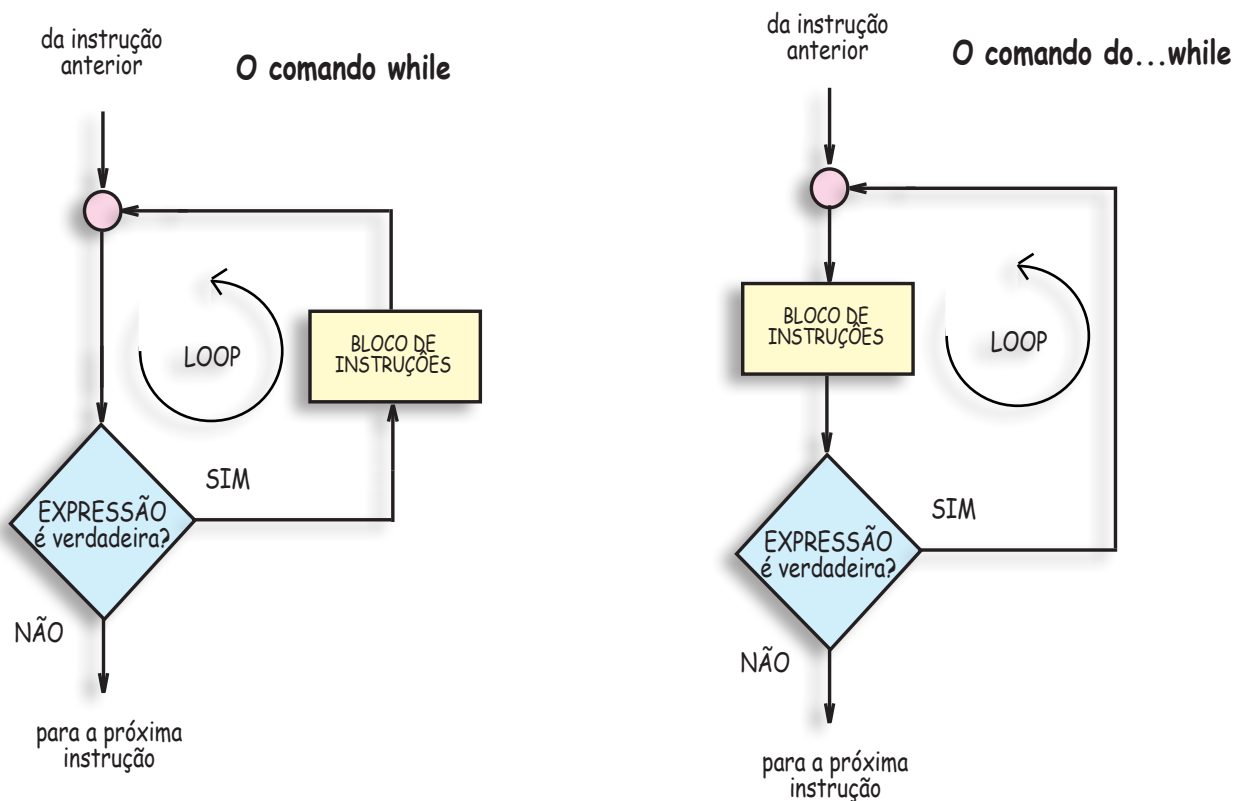 da instrução
anterior
O comando while
LOOP
BLOCO DE
INSTRUÇÕES
SIM
EXPRESSÃO
é verdadeira?
NÃO
para a próxima
instrução
da instrução
anterior
O comando do...while
BLOCO DE
INSTRUÇÕES
LOOP
SIM
EXPRESSÃO
é verdadeira?
NÃO
para a próxima
instrução